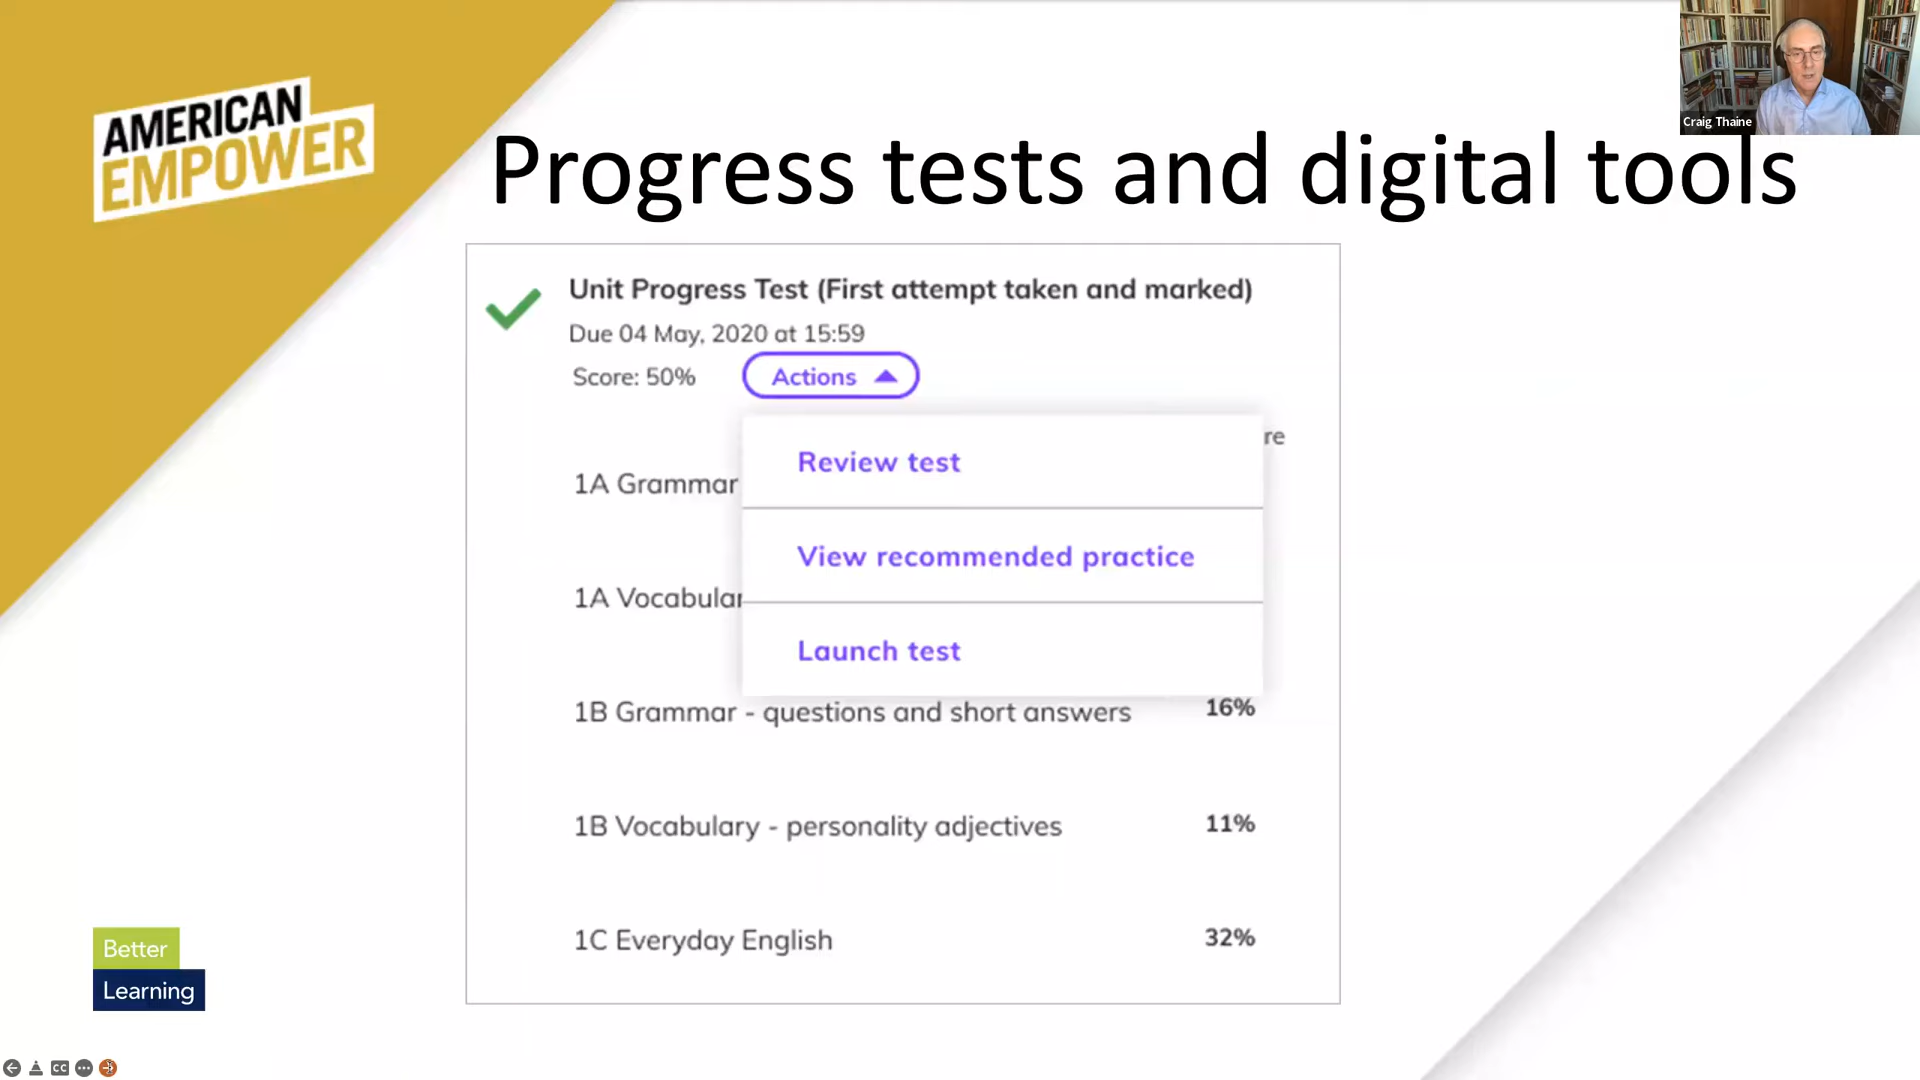 AMERICAN
EMPOWER
Craig Thaine
Progress tests and digital tools
Unit Progress Test (First attempt taken and marked)
Due 04 May, 2020 at 15:59
Score: 50%
Actions
re
Review test
1A Grammar
View recommended practice
1A Vocabular
Launch test
1B Grammar - questions and short answers 16%
1B Vocabulary - personality adjectives 11%
1C Everyday English 32%
Better
Learning
CC